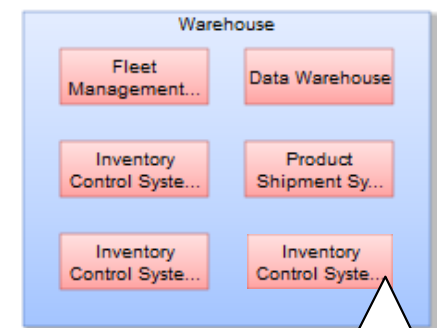 Warehouse
Fleet
Management...
Data Warehouse
Inventory
Control Syste...
Product
Shipment Sy...
Inventory
Control Syste...
Inventory
Control Syste...